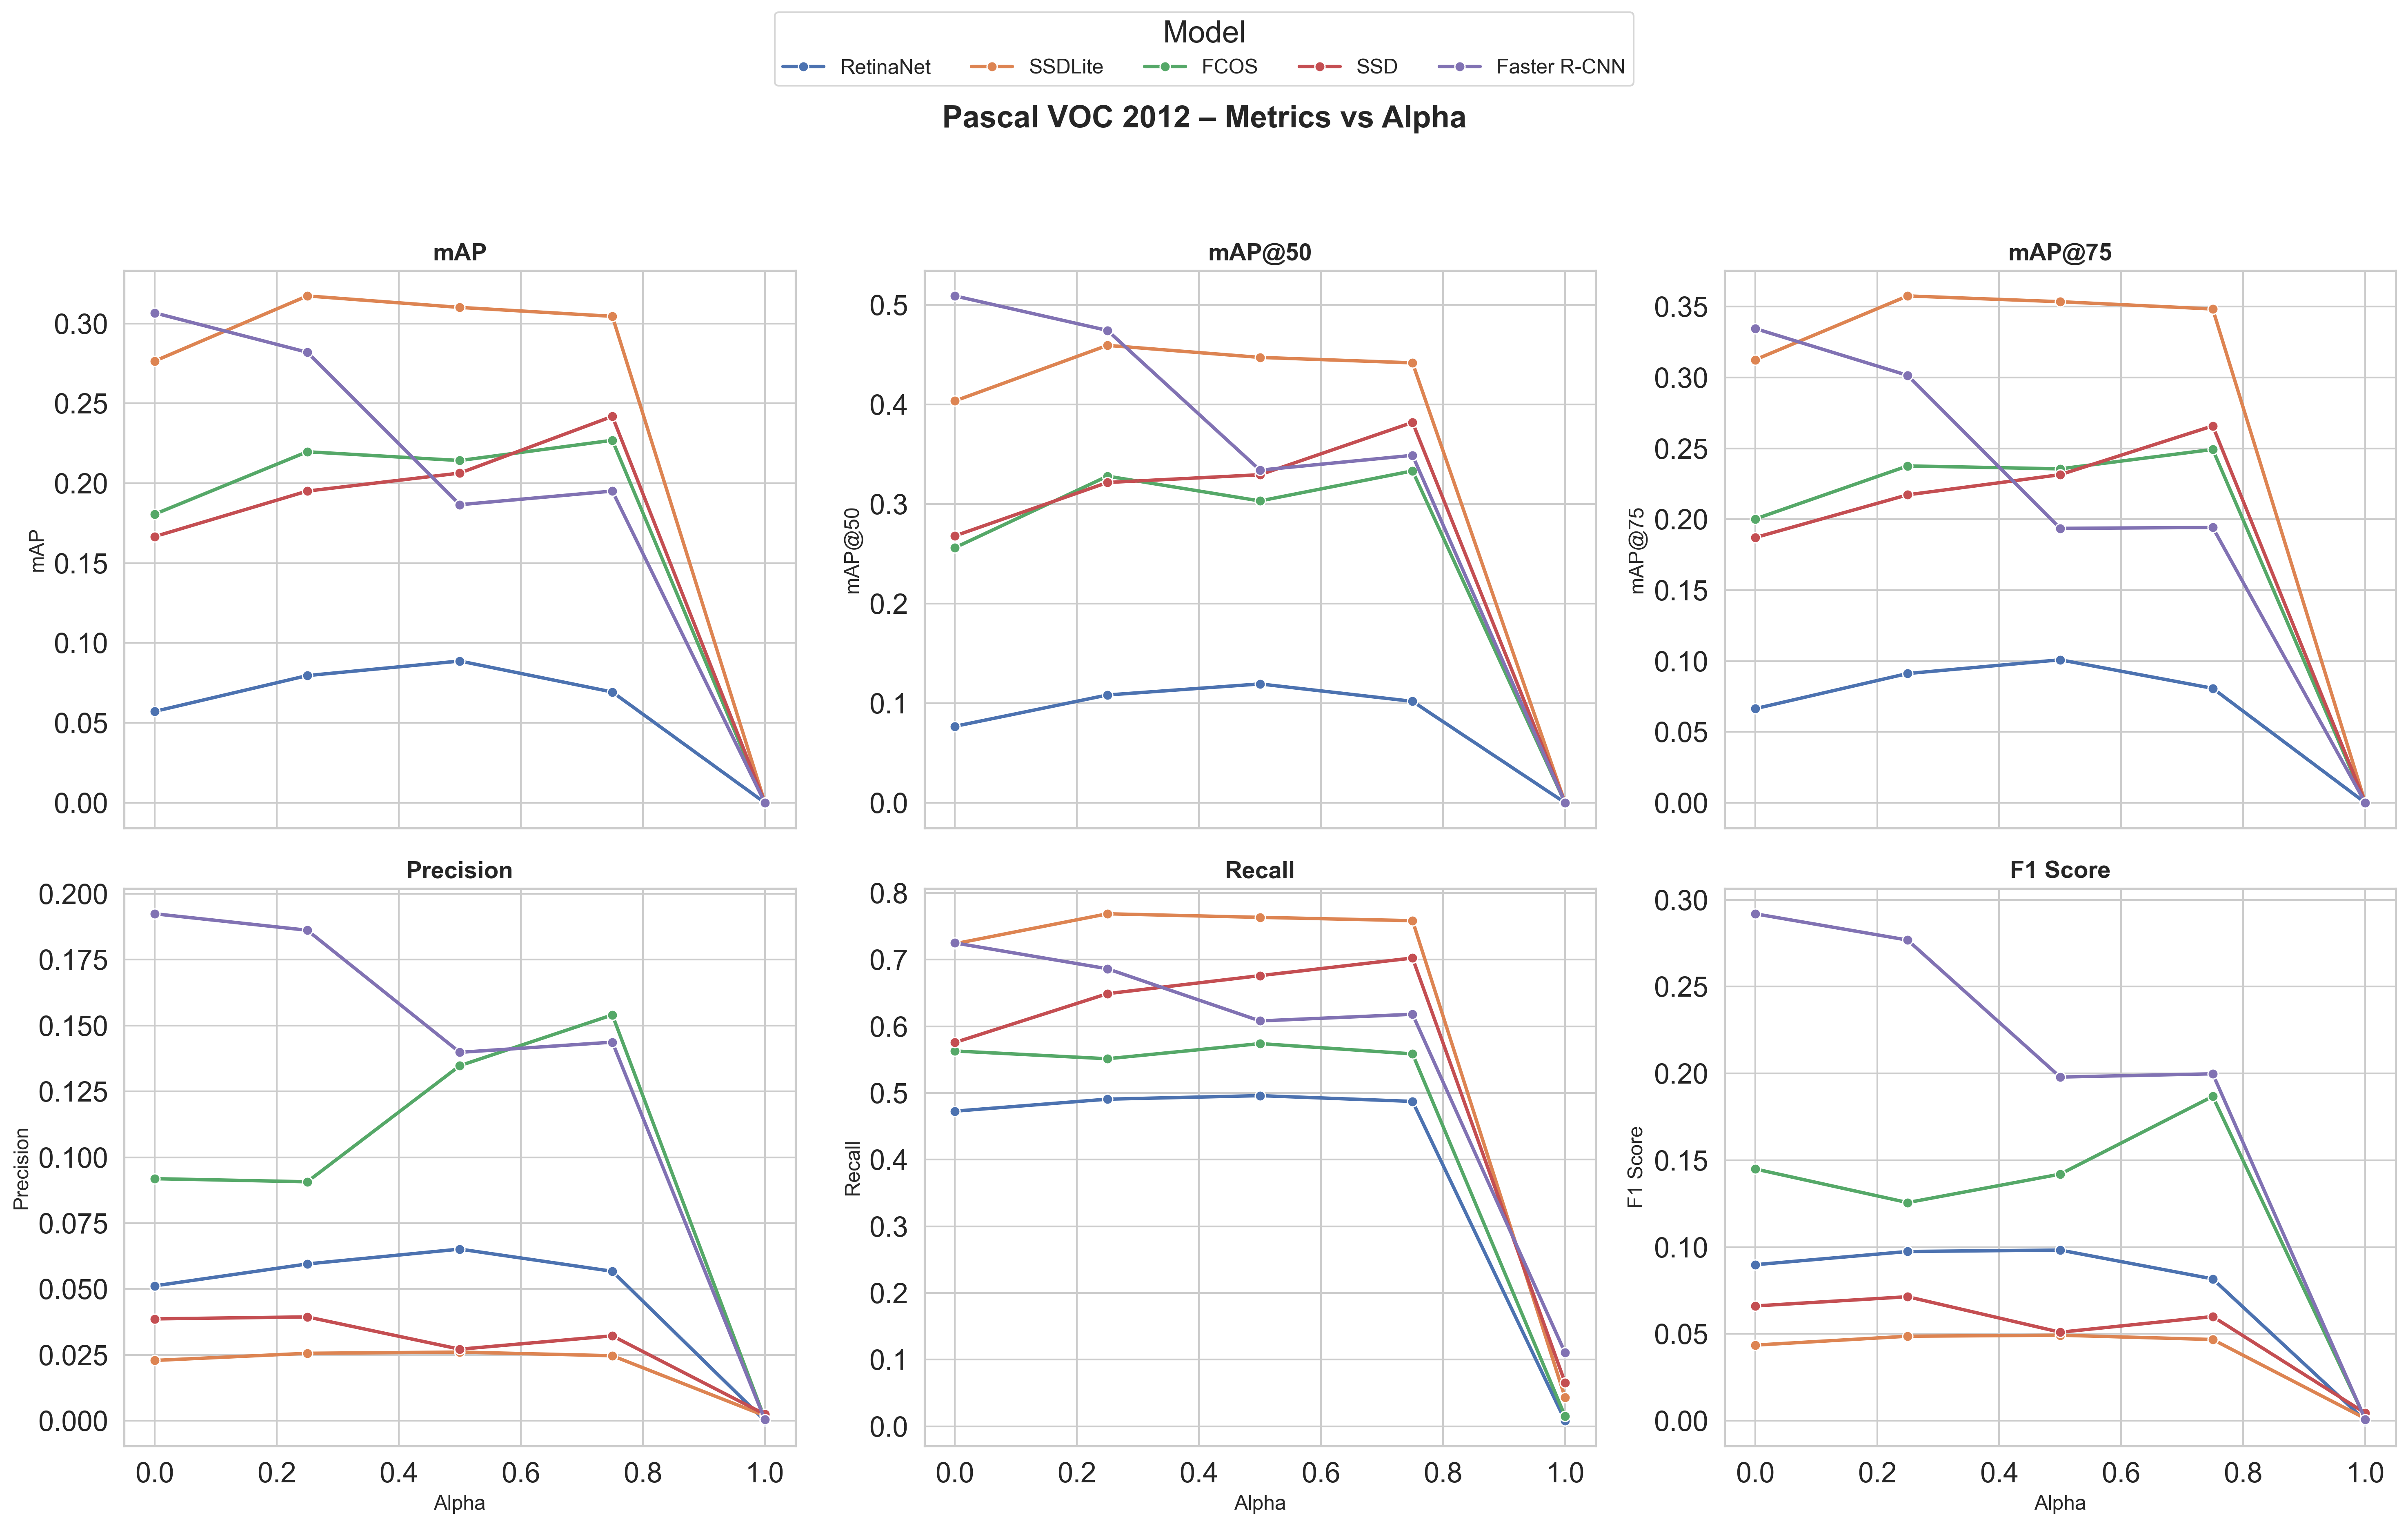 Model
RetinaNet SSDLite FCOS SSD Faster R-CNN
Pascal VOC 2012 – Metrics vs Alpha
mAP
mAP
0.30
0.25
0.20
0.15
0.10
0.05
0.00
mAP@50
mAP@50
0.5
0.4
0.3
0.2
0.1
0.0
mAP@75
mAP@75
0.35
0.30
0.25
0.20
0.15
0.10
0.05
0.00
Precision
Precision
0.200
0.175
0.150
0.125
0.100
0.075
0.050
0.025
0.000
0.0 0.2 0.4 0.6 0.8 1.0
Alpha
Recall
Recall
0.8
0.7
0.6
0.5
0.4
0.3
0.2
0.1
0.0
0.0 0.2 0.4 0.6 0.8 1.0
Alpha
F1 Score
F1 Score
0.30
0.25
0.20
0.15
0.10
0.05
0.00
0.0 0.2 0.4 0.6 0.8 1.0
Alpha